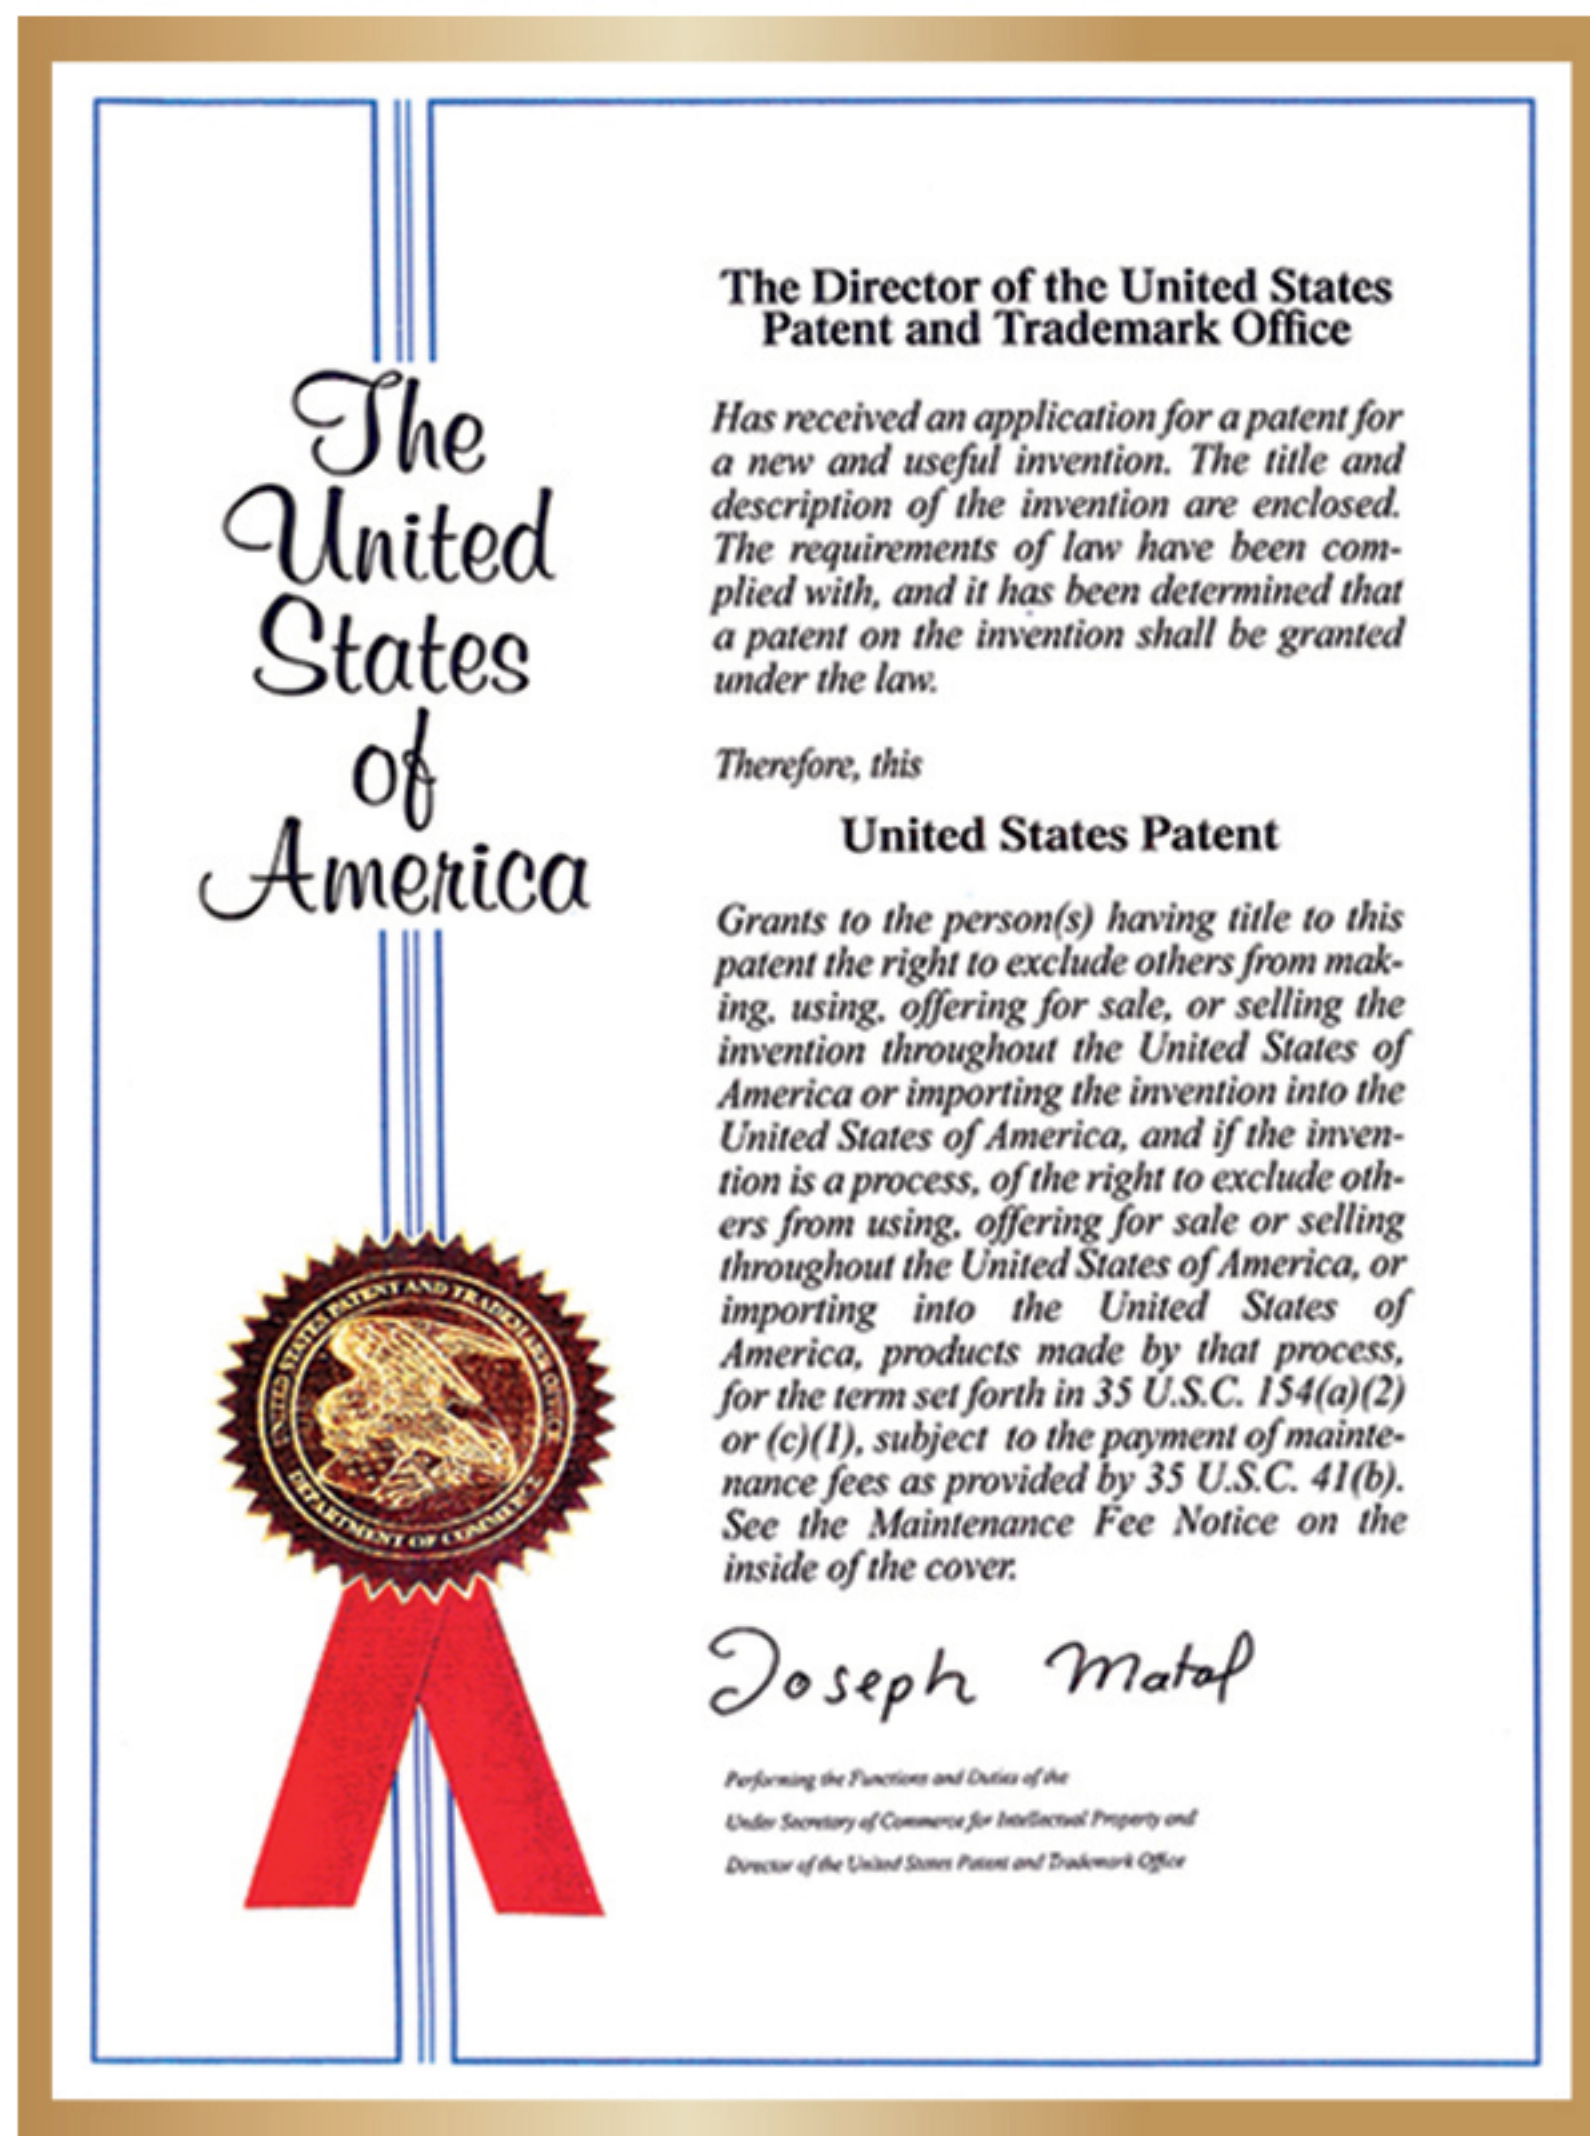 The
United
States
of
America
UNITED STATES PATENT AND TRADEMARK OFFICE
DEPARTMENT OF COMMERCE
The Director of the United States
Patent and Trademark Office
Has received an application for a patent for
a new and useful invention. The title and
description of the invention are enclosed.
The requirements of law have been com-
plied with, and it has been determined that
a patent on the invention shall be granted
under the law.
Therefore, this
United States Patent
Grants to the person(s) having title to this
patent the right to exclude others from mak-
ing, using, offering for sale, or selling the
invention throughout the United States of
America or importing the invention into the
United States of America, and if the inven-
tion is a process, of the right to exclude oth-
ers from using, offering for sale or selling
throughout the United States of America, or
importing into the United States of
America, products made by that process,
for the term set forth in 35 U.S.C. 154(a)(2)
or (c)(1), subject to the payment of mainte-
nance fees as provided by 35 U.S.C. 41(b).
See the Maintenance Fee Notice on the
inside of the cover.
Joseph Matal
Performing the Functions and Duties of the
Under Secretary of Commerce for Intellectual Property and
Director of the United States Patent and Trademark Office